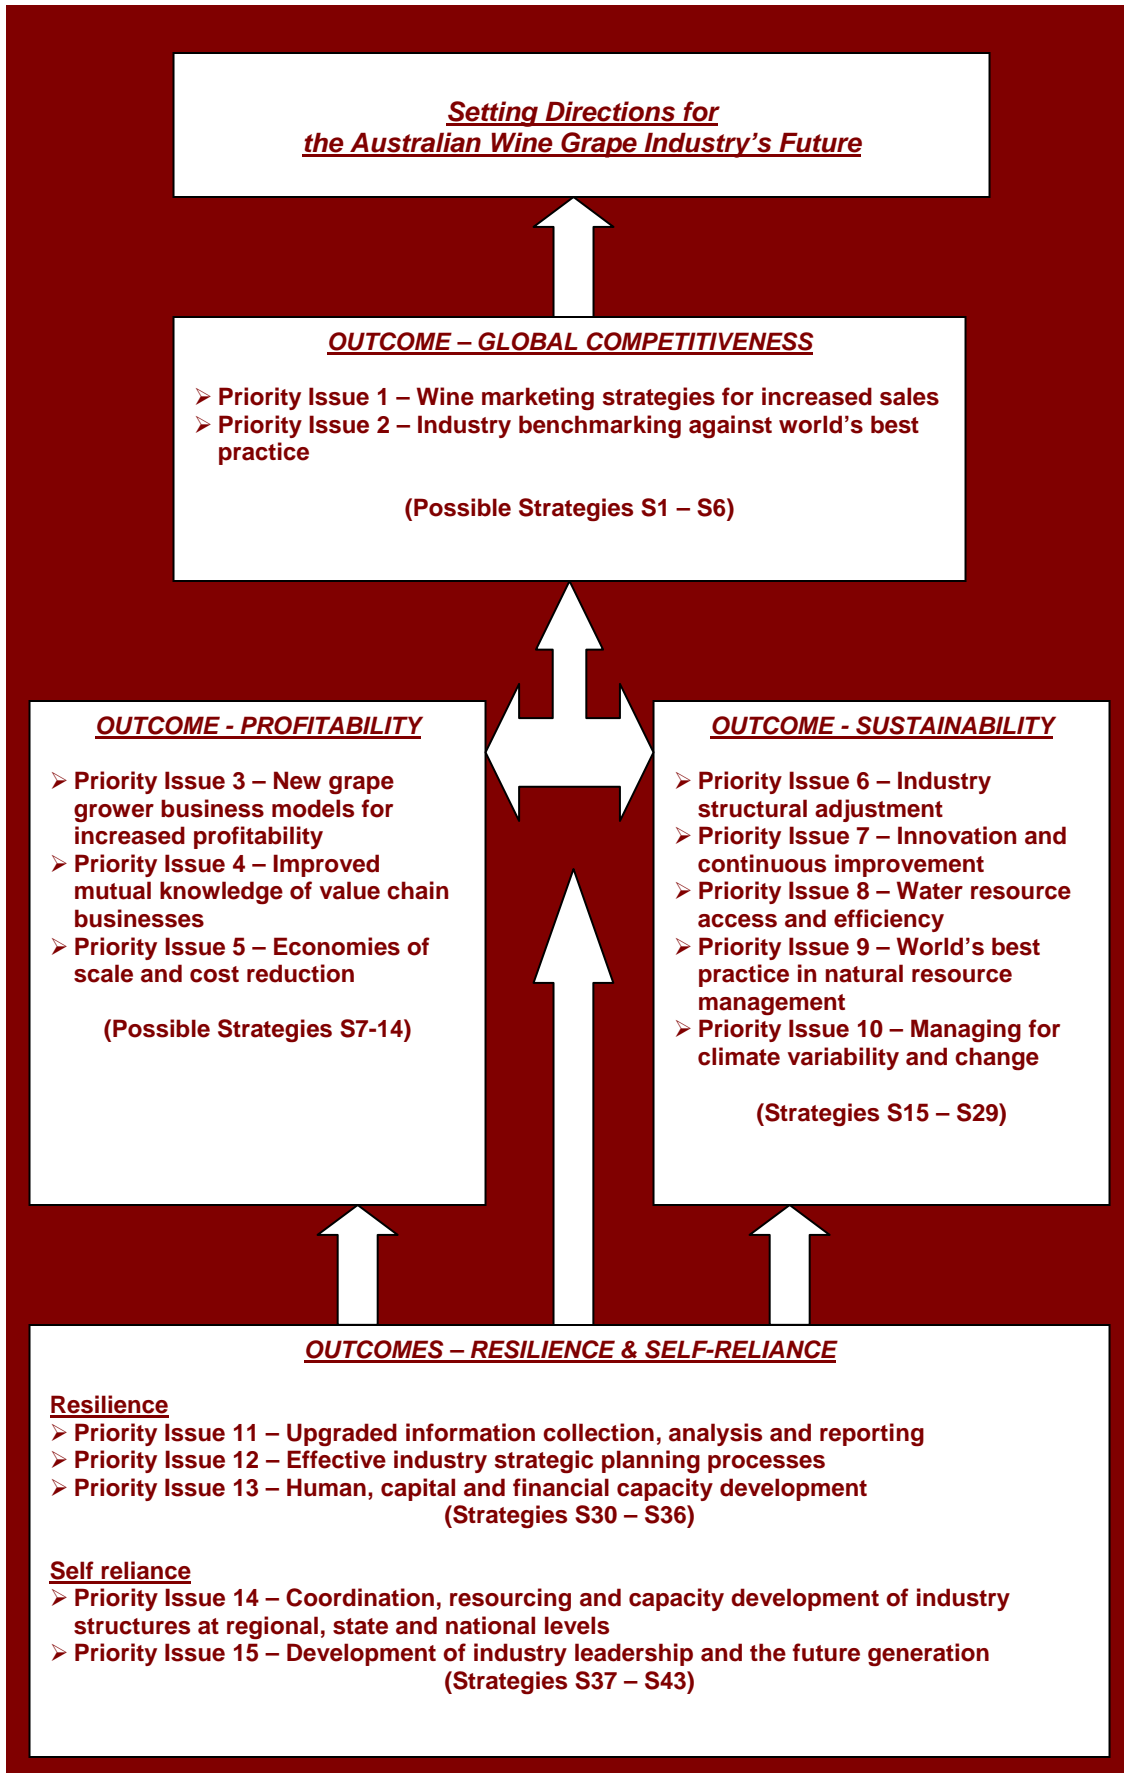 Setting Directions for
the Australian Wine Grape Industry's Future
OUTCOME – GLOBAL COMPETITIVENESS
➢ Priority Issue 1 – Wine marketing strategies for increased sales
➢ Priority Issue 2 – Industry benchmarking against world's best
practice
(Possible Strategies S1 – S6)
OUTCOME - PROFITABILITY
➢ Priority Issue 3 – New grape
grower business models for
increased profitability
➢ Priority Issue 4 – Improved
mutual knowledge of value chain
businesses
➢ Priority Issue 5 – Economies of
scale and cost reduction
(Possible Strategies S7-14)
OUTCOME - SUSTAINABILITY
➢ Priority Issue 6 – Industry
structural adjustment
➢ Priority Issue 7 – Innovation and
continuous improvement
➢ Priority Issue 8 – Water resource
access and efficiency
➢ Priority Issue 9 – World's best
practice in natural resource
management
➢ Priority Issue 10 – Managing for
climate variability and change
(Strategies S15 – S29)
OUTCOMES – RESILIENCE & SELF-RELIANCE
Resilience
➢ Priority Issue 11 – Upgraded information collection, analysis and reporting
➢ Priority Issue 12 – Effective industry strategic planning processes
➢ Priority Issue 13 – Human, capital and financial capacity development
(Strategies S30 – S36)
Self reliance
➢ Priority Issue 14 – Coordination, resourcing and capacity development of industry
structures at regional, state and national levels
➢ Priority Issue 15 – Development of industry leadership and the future generation
(Strategies S37 – S43)